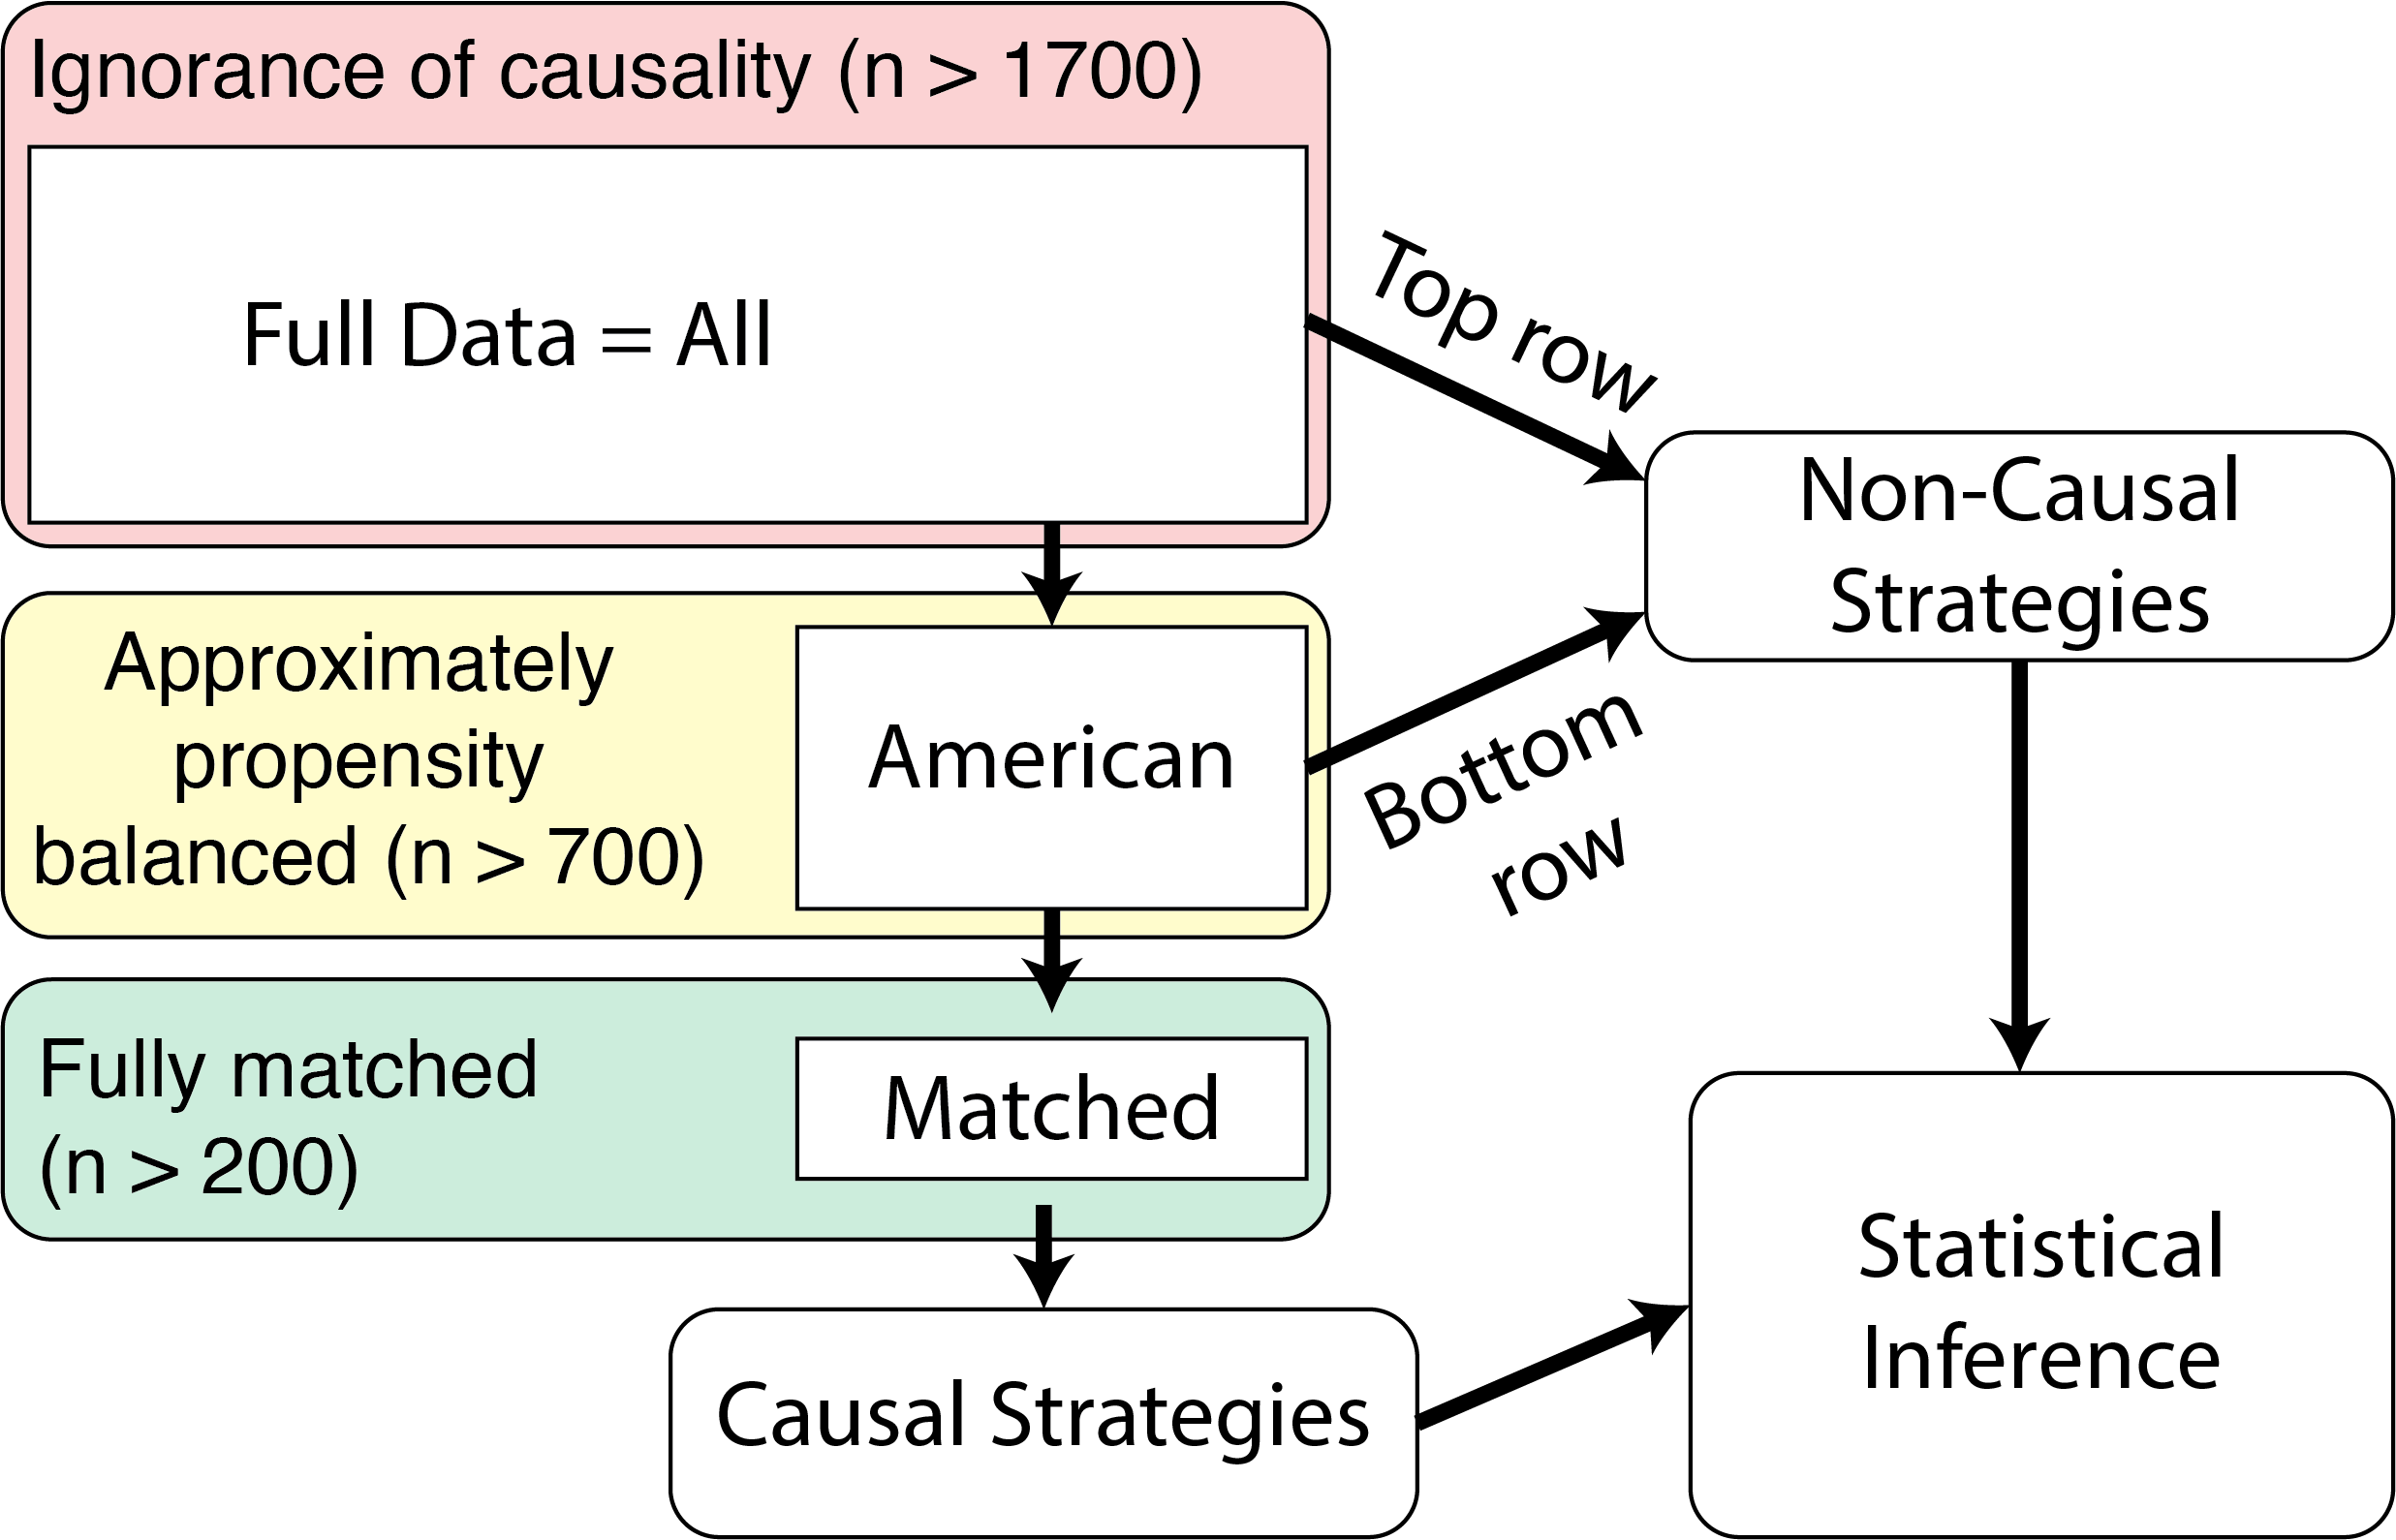 Ignorance of causality (n > 1700)
Full Data = All
Top row
Non-Causal
Strategies
Approximately
propensity
balanced (n > 700)
American
Bottom
row
Fully matched
(n > 200)
Matched
Causal Strategies
Statistical
Inference